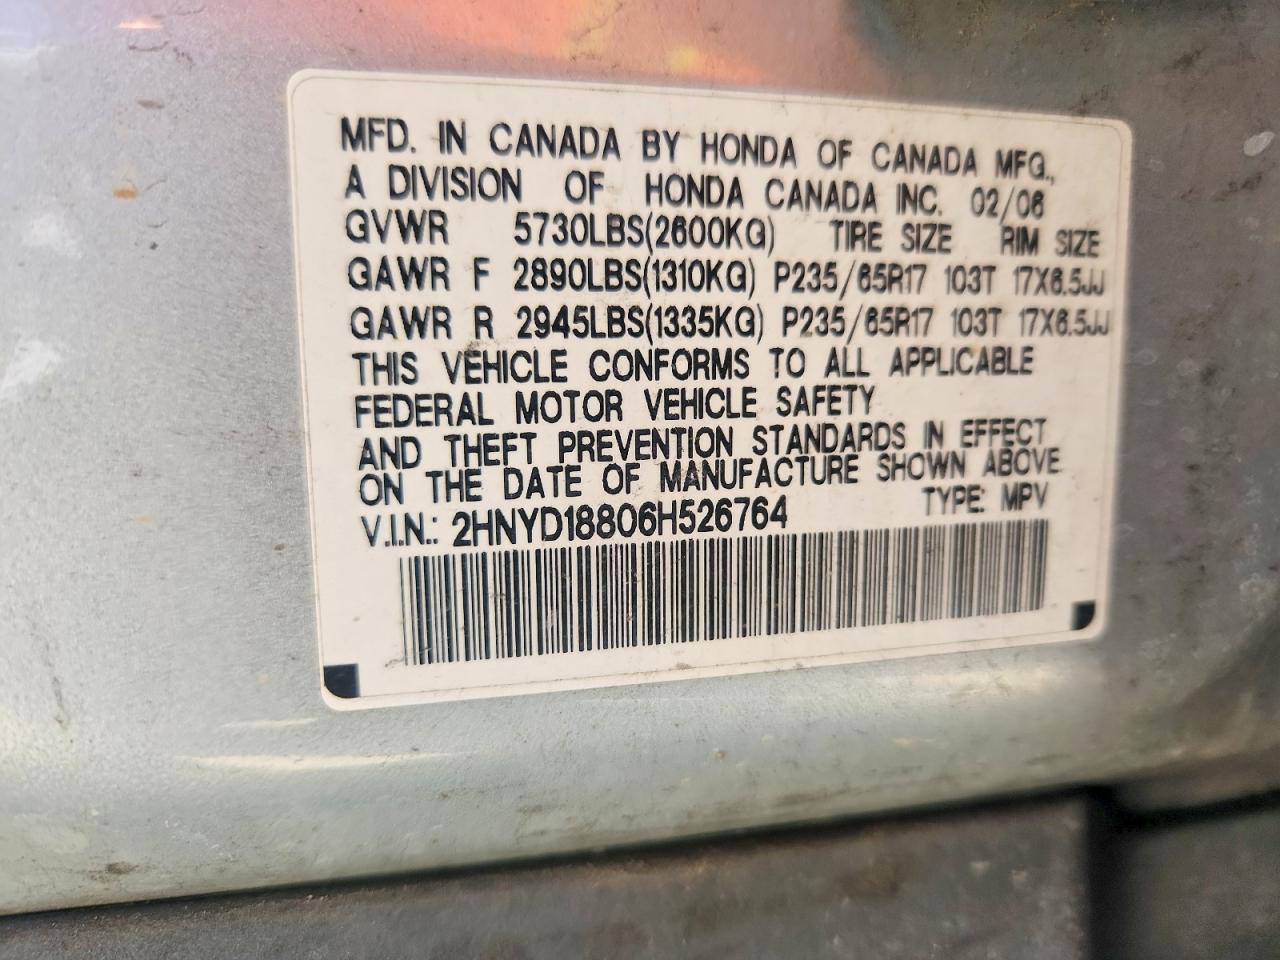 MFD. IN CANADA BY HONDA OF CANADA MFG.,
A DIVISION OF HONDA CANADA INC. 02/06
GVWR 5730LBS(2600KG) TIRE SIZE RIM SIZE
GAWR F 2890LBS(1310KG) P235/65R17 103T 17X6.5JJ
GAWR R 2945LBS(1335KG) P235/65R17 103T 17X6.5JJ
THIS VEHICLE CONFORMS TO ALL APPLICABLE
FEDERAL MOTOR VEHICLE SAFETY
AND THEFT PREVENTION STANDARDS IN EFFECT
ON THE DATE OF MANUFACTURE SHOWN ABOVE
V.I.N.: 2HNYD18806H526764 TYPE: MPV